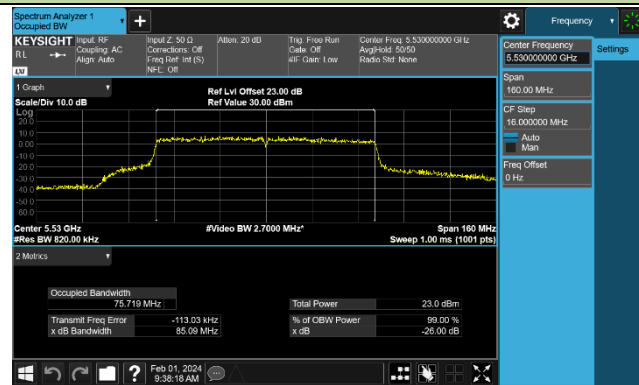 Spectrum Analyzer 1
Occupied BW
Frequency
KEYSIGHT
RL
LXI
Input: RF
Coupling: AC
Align: Auto
Input Z: 50 Ω
Corrections: Off
Freq Ref: Int (S)
NFE: Off
Atten: 20 dB
Trig: Free Run
Gate: Off
#IF Gain: Low
Center Freq: 5.530000000 GHz
Avg|Hold: 50/50
Radio Std: None
1 Graph
Scale/Div 10.0 dB
Ref Lvl Offset 23.00 dB
Ref Value 30.00 dBm
Log
20.0
10.0
0.00
-10.0
-20.0
-30.0
-40.0
-50.0
-60.0
Center 5.53 GHz
#Res BW 820.00 kHz
#Video BW 2.7000 MHz*
Span 160 MHz
Sweep 1.00 ms (1001 pts)
2 Metrics
Occupied Bandwidth
75.719 MHz
Total Power
23.0 dBm
Transmit Freq Error
-113.03 kHz
% of OBW Power
99.00 %
x dB Bandwidth
85.09 MHz
x dB
-26.00 dB
Center Frequency
5.530000000 GHz
Settings
Span
160.00 MHz
CF Step
16.000000 MHz
Auto
Man
Freq Offset
0 Hz
?
Feb 01, 2024
9:38:18 AM